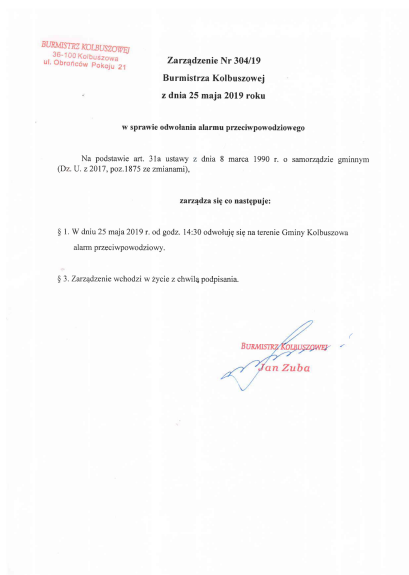 BURMISTRZ KOLBUSZOWEJ
36-100 Kolbuszowa
ul. Obrońców Pokoju 21
Zarządzenie Nr 304/19
Burmistrza Kolbuszowej
z dnia 25 maja 2019 roku
w sprawie odwołania alarmu przeciwpowodziowego
Na podstawie art. 31a ustawy z dnia 8 marca 1990 r. o samorządzie gminnym
(Dz. U. z 2017, poz.1875 ze zmianami),
zarządza się co następuje:
§ 1. W dniu 25 maja 2019 r. od godz. 14:30 odwołuję się na terenie Gminy Kolbuszowa
alarm przeciwpowodziowy.
§ 3. Zarządzenie wchodzi w życie z chwilą podpisania.
BURMISTRZ KOLBUSZOWEJ
Jan Zuba